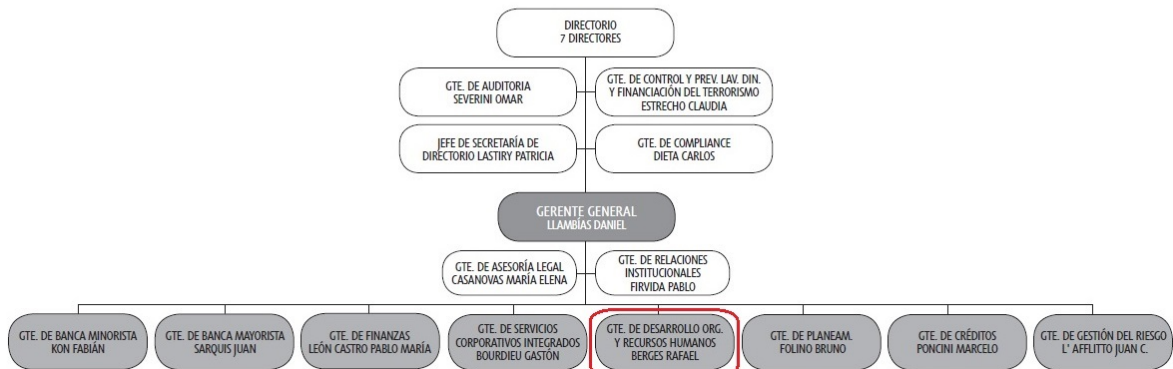 DIRECTORIO
7 DIRECTORES
GTE. DE AUDITORIA
SEVERINI OMAR
GTE. DE CONTROL Y PREV. LAV. DIN.
Y FINANCIACIÓN DEL TERRORISMO
ESTRECHO CLAUDIA
JEFE DE SECRETARÍA DE
DIRECTORIO LASTIRY PATRICIA
GTE. DE COMPLIANCE
DIETA CARLOS
GERENTE GENERAL
LLAMBÍAS DANIEL
GTE. DE ASESORÍA LEGAL
CASANOVAS MARÍA ELENA
GTE. DE RELACIONES
INSTITUCIONALES
FIRVIDA PABLO
GTE. DE BANCA MINORISTA
KON FABIÁN
GTE. DE BANCA MAYORISTA
SARQUIS JUAN
GTE. DE FINANZAS
LEÓN CASTRO PABLO MARÍA
GTE. DE SERVICIOS
CORPORATIVOS INTEGRADOS
BOURDIEU GASTÓN
GTE. DE DESARROLLO ORG.
Y RECURSOS HUMANOS
BERGES RAFAEL
GTE. DE PLANEAM.
FOLINO BRUNO
GTE. DE CRÉDITOS
PONCINI MARCELO
GTE. DE GESTIÓN DEL RIESGO
L' AFFLITTO JUAN C.